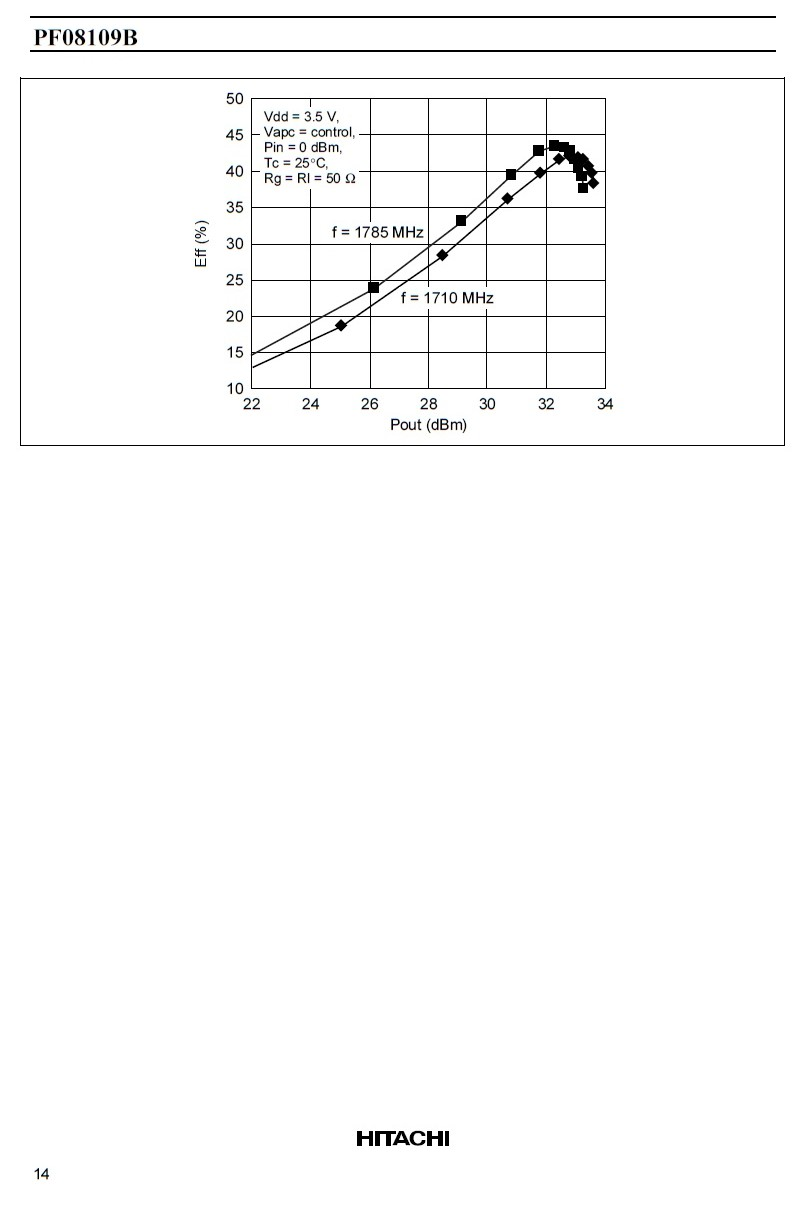 PF08109B
50
45
40
35
30
25
20
15
10
Eff (%)
Vdd = 3.5 V,
Vapc = control,
Pin = 0 dBm,
Tc = 25°C,
Rg = Rl = 50 Ω
f = 1785 MHz
f = 1710 MHz
22 24 26 28 30 32 34
Pout (dBm)
HITACHI
14